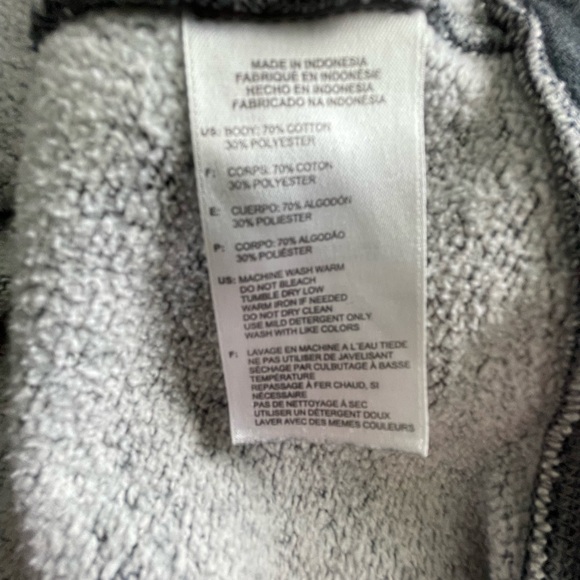 MADE IN INDONESIA
FABRIQUÉ EN INDONÉSIE
HECHO EN INDONESIA
FABRICADO NA INDONÉSIA
US: BODY: 70% COTTON
30% POLYESTER
F: CORPS: 70% COTON
30% POLYESTER
E: CUERPO: 70% ALGODÓN
30% POLIESTER
P: CORPO: 70% ALGODÃO
30% POLIÉSTER
US: MACHINE WASH WARM
DO NOT BLEACH
TUMBLE DRY LOW
WARM IRON IF NEEDED
DO NOT DRY CLEAN
USE MILD DETERGENT ONLY
WASH WITH LIKE COLORS
F: LAVAGE EN MACHINE A L'EAU TIEDE
NE PAS UTILISER DE JAVELISANT
SÉCHAGE PAR CULBUTAGE À BASSE
TEMPÉRATURE
REPASSAGE À FER CHAUD, SI
NÉCESSAIRE
PAS DE NETTOYAGE À SEC
UTILISER UN DÉTERGENT DOUX
LAVER AVEC DES MEMES COULEURS